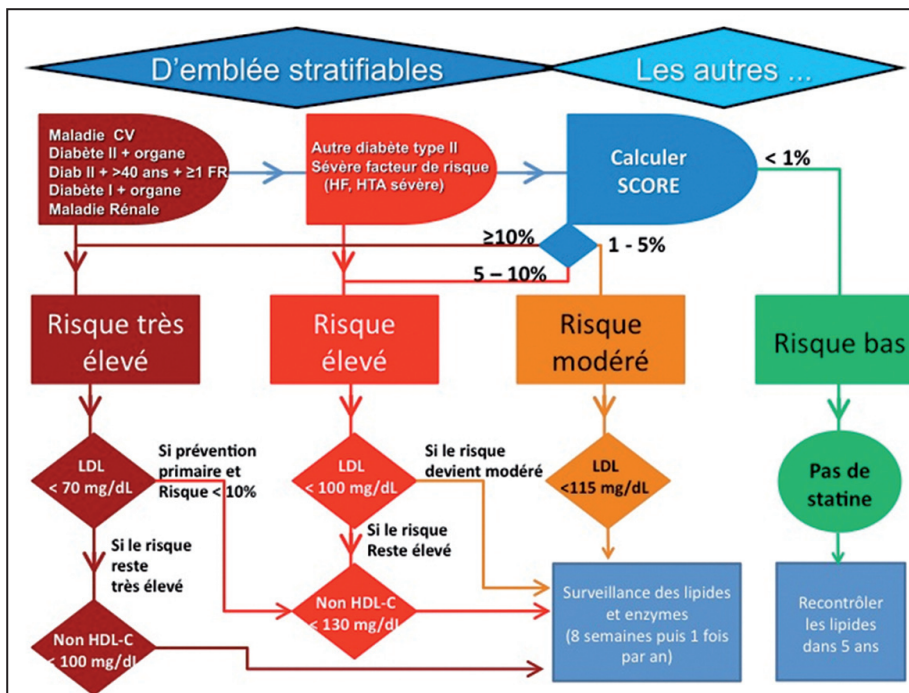 D'emblée stratifiables
Les autres ...
Maladie CV
Diabète II + organe
Diab II + >40 ans + ≥1 FR
Diabète I + organe
Maladie Rénale
Autre diabète type II
Sévère facteur de risque
(HF, HTA sévère)
Calculer
SCORE
< 1%
≥10%
1 - 5%
5 – 10%
Risque très
élevé
Risque
élevé
Risque
modéré
Risque bas
LDL
< 70 mg/dL
Si prévention
primaire et
Risque < 10%
LDL
< 100 mg/dL
Si le risque
devient modéré
LDL
<115 mg/dL
Pas de
statine
Si le risque
reste
très élevé
Si le risque
Reste élevé
Non HDL-C
< 100 mg/dL
Non HDL-C
< 130 mg/dL
Surveillance des lipides
et enzymes
(8 semaines puis 1 fois
par an)
Recontrôler
les lipides
dans 5 ans